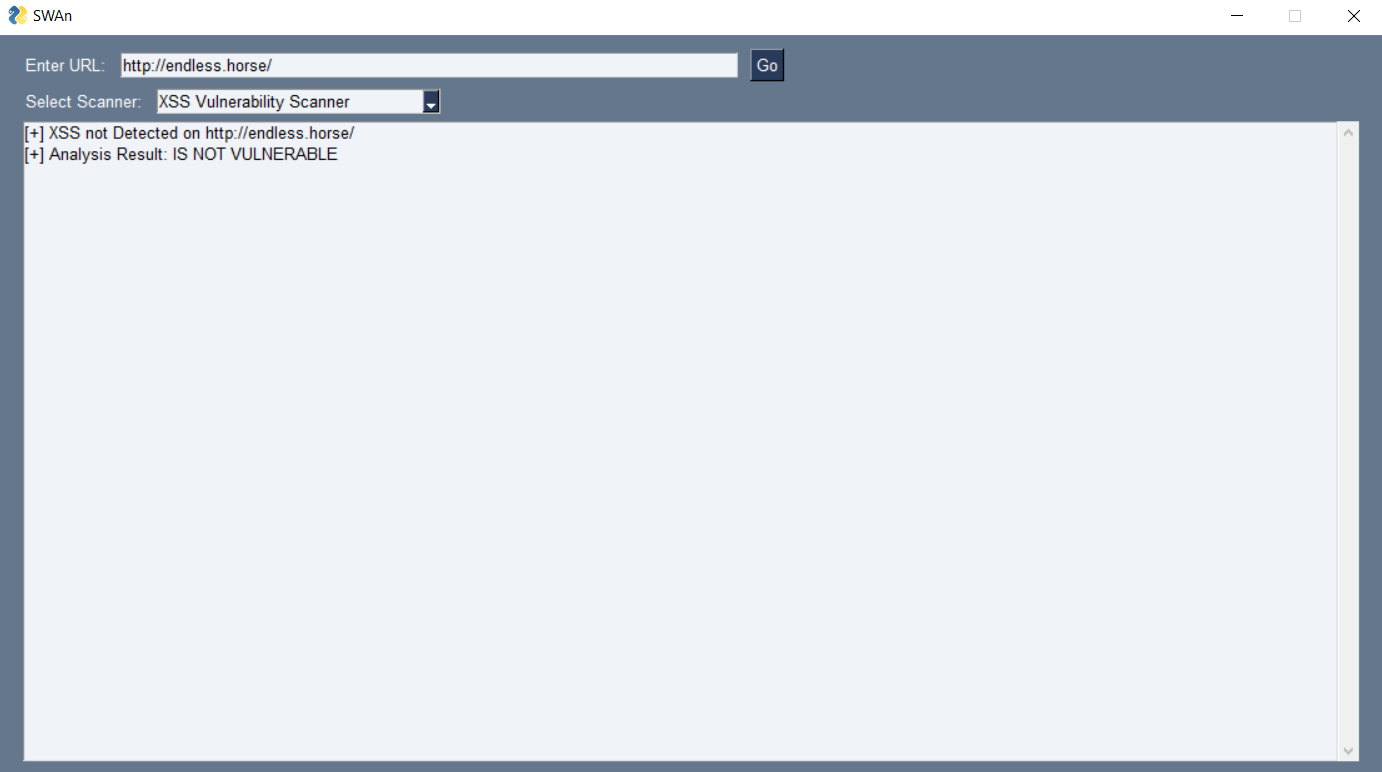 SWAn
Enter URL: http://endless.horse/ Go
Select Scanner: XSS Vulnerability Scanner
[+] XSS not Detected on http://endless.horse/
[+] Analysis Result: IS NOT VULNERABLE